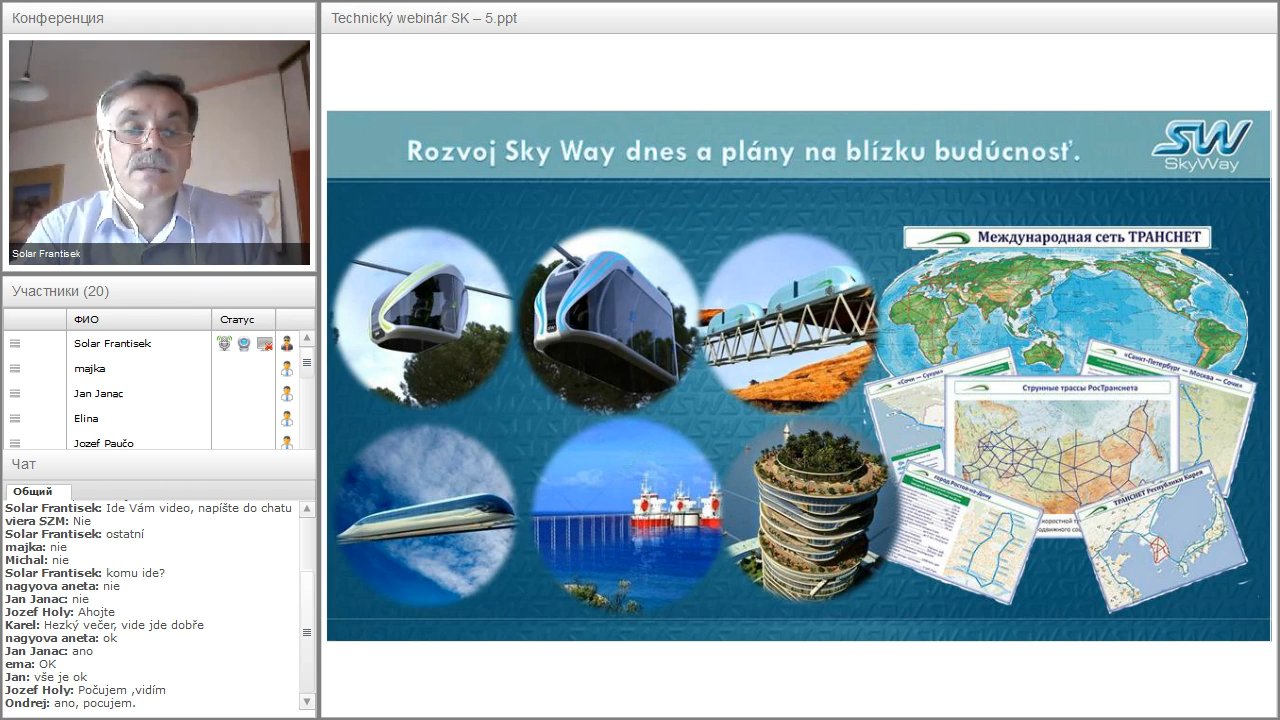 Конференция
Solar Frantisek
Участники (20)
ФИО
Статус
Solar Frantisek
majka
Jan Janac
Elina
Jozef Paučo
Чат
Общий
Solar Frantisek: Ide vám video, napíšte do chatu
viera SZM: Nie
Solar Frantisek: ostatní
majka: nie
Michal: nie
Solar Frantisek: komu ide?
nagyova aneta: nie
Jan Janac: nie
Jozef Holy: Ahojte
Karel: Hezký večer, vide jde dobře
nagyova aneta: ok
Jan Janac: ano
ema: OK
Jan: vše je ok
Jozef Holy: Počujem ,vidím
Ondrej: ano, pocujem.
Technický webinár SK – 5.ppt
Rozvoj Sky Way dnes a plány na blízku budúcnosť.
SW
SkyWay
Международная сеть ТРАНСНЕТ
«Сочи — Сухум»
«Санкт-Петербург — Москва — Сочи»
Струнные трассы РосТранснета
город Ростов-на-Дону
ТРАНСНЕТ Республики Корея